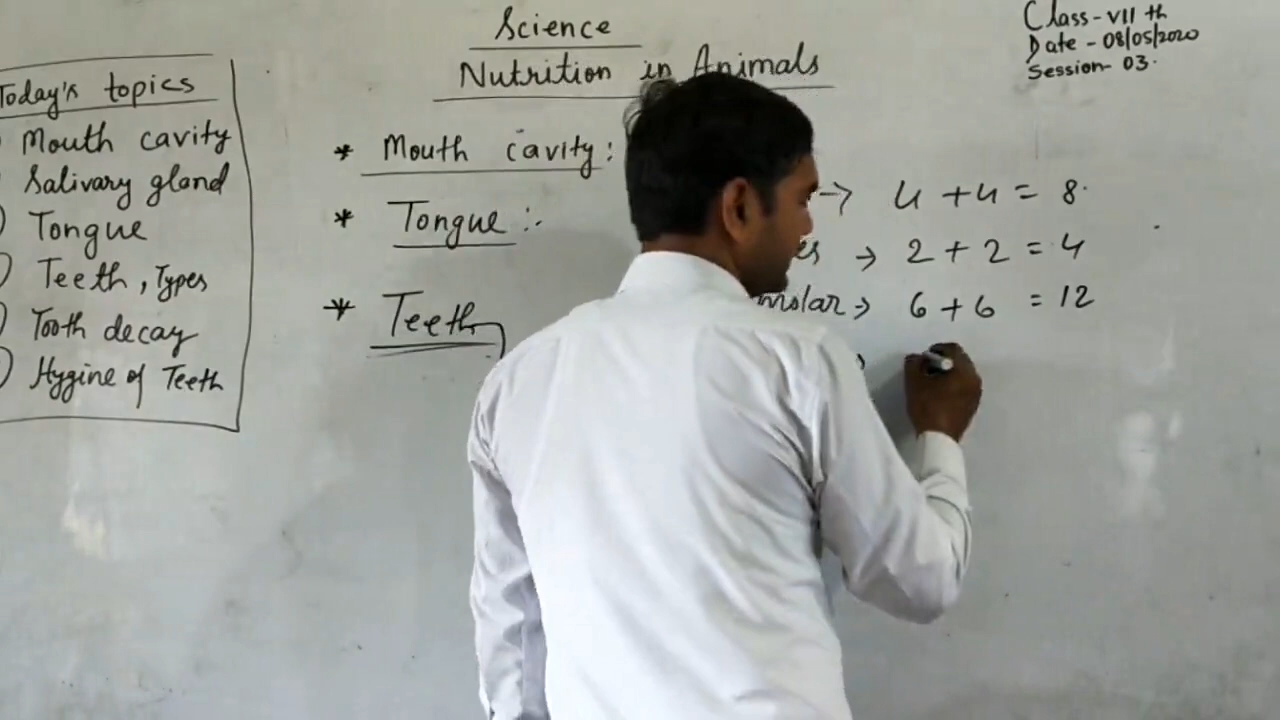 Science
Nutrition in Animals
Class-VII th
Date - 08/05/2020
Session- 03.
Today's topics
Mouth cavity
Salivary gland
Tongue
Teeth, Types
Tooth decay
Hygine of Teeth
* Mouth cavity:
* Tongue :-
* Teeth
→ 4 + 4 = 8.
→ 2 + 2 = 4
molar → 6 + 6 = 12